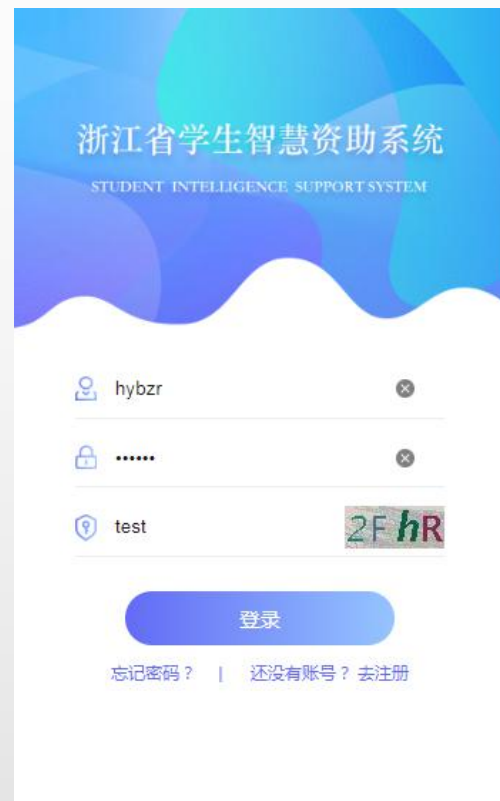 浙江省学生智慧资助系统
STUDENT INTELLIGENCE SUPPORT SYSTEM
hybzr
••••••
test
2FhR
登录
忘记密码？ | 还没有账号？去注册